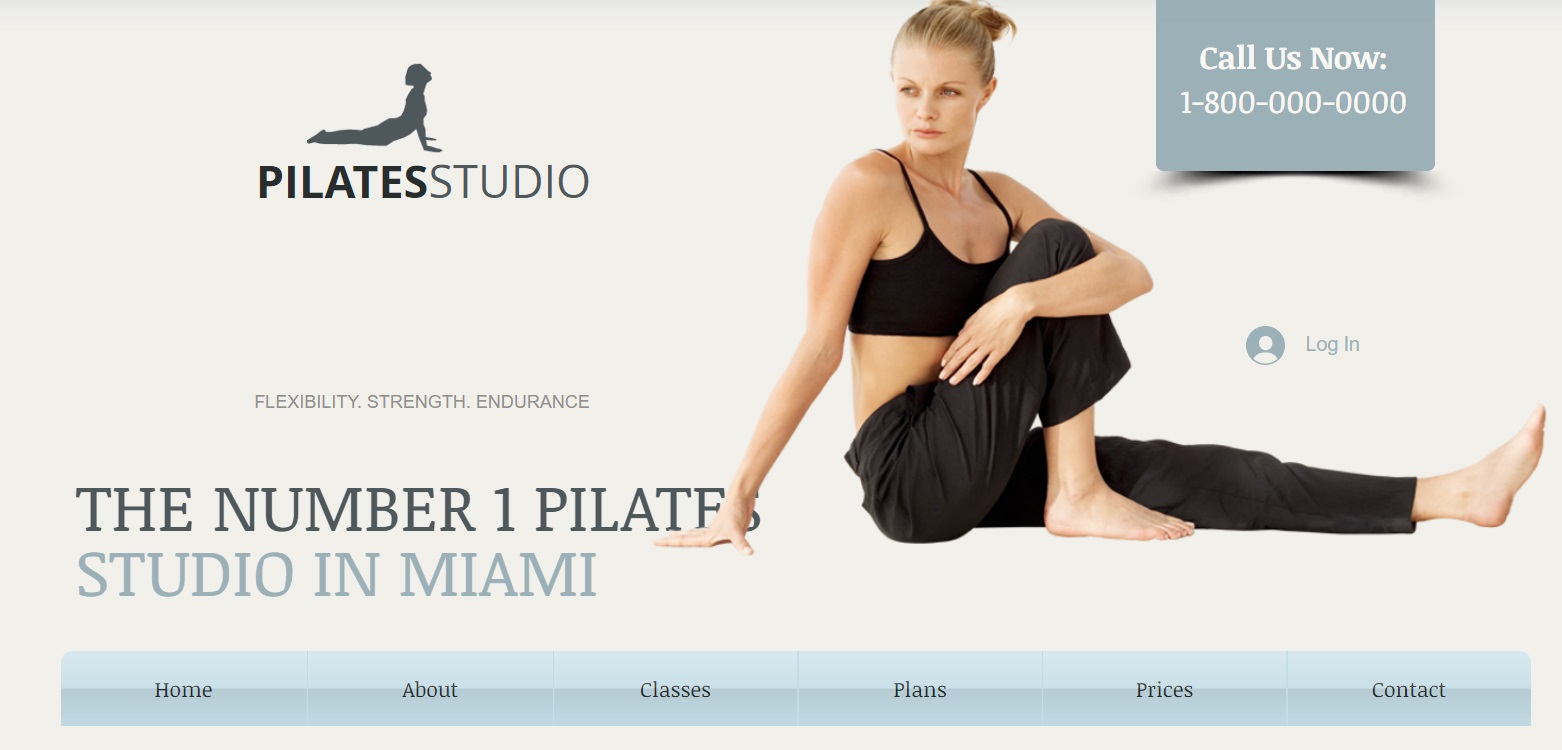 PILATESSTUDIO
Call Us Now:
1-800-000-0000
Log In
FLEXIBILITY. STRENGTH. ENDURANCE
THE NUMBER 1 PILATES
STUDIO IN MIAMI
Home
About
Classes
Plans
Prices
Contact